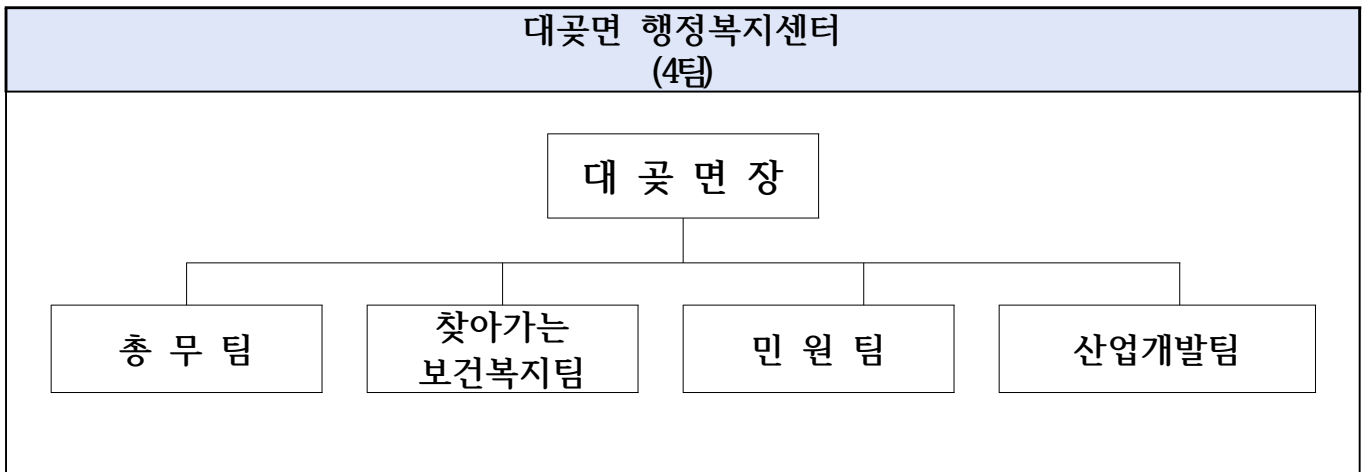 대곶면 행정복지센터
(4팀)
대 곶 면 장
총 무 팀
찾아가는
보건복지팀
민 원 팀
산업개발팀